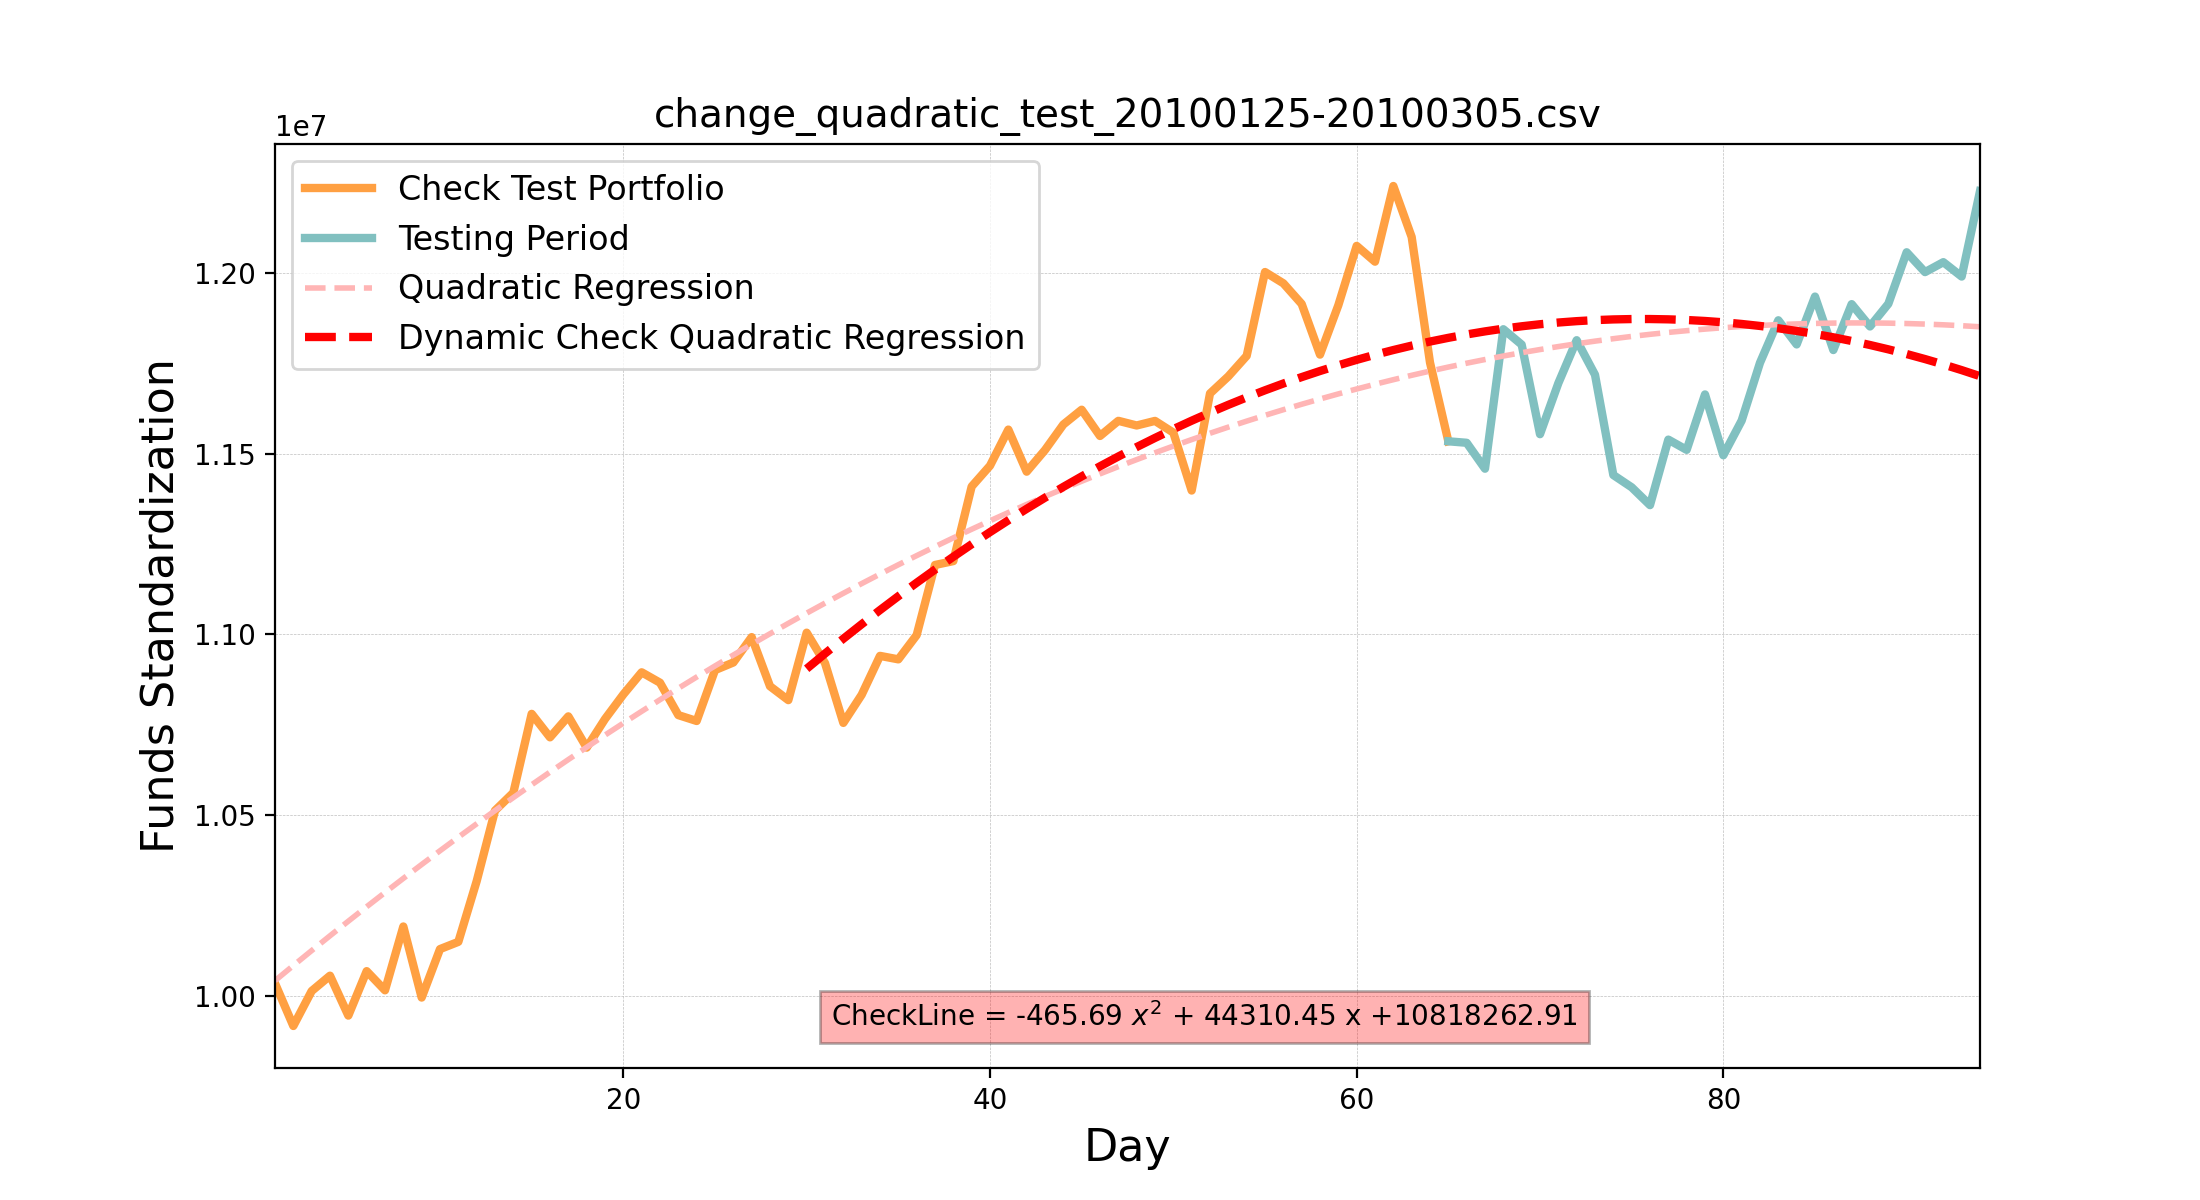 change_quadratic_test_20100125-20100305.csv
1e7
Check Test Portfolio
Testing Period
Quadratic Regression
Dynamic Check Quadratic Regression
Funds Standardization
1.20
1.15
1.10
1.05
1.00
CheckLine = -465.69 x² + 44310.45 x +10818262.91
20 40 60 80
Day